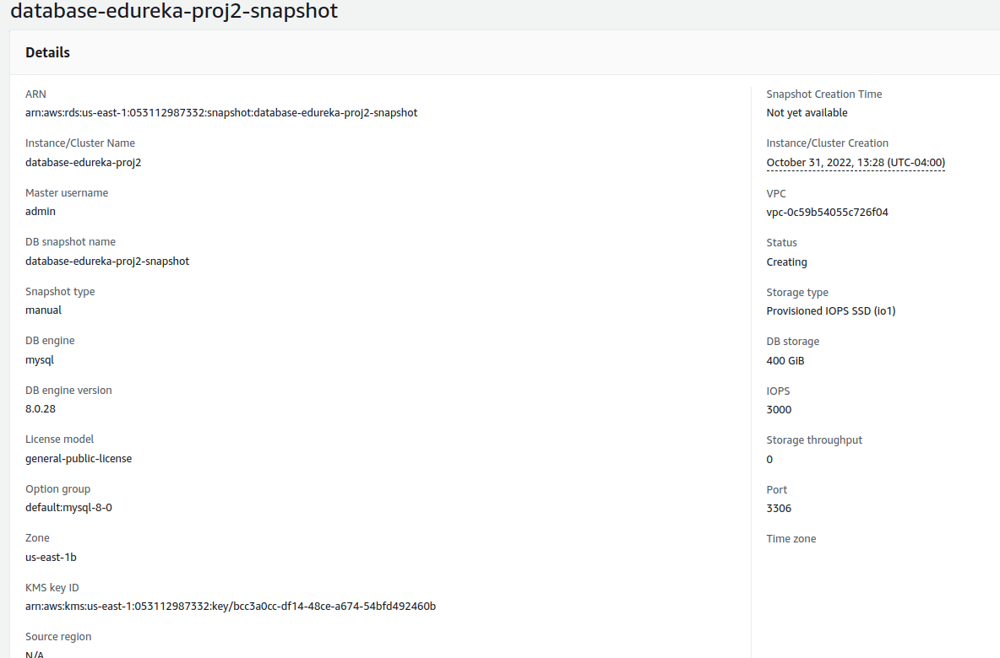 database-edureka-proj2-snapshot
Details
ARN
arn:aws:rds:us-east-1:053112987332:snapshot:database-edureka-proj2-snapshot
Instance/Cluster Name
database-edureka-proj2
Master username
admin
DB snapshot name
database-edureka-proj2-snapshot
Snapshot type
manual
DB engine
mysql
DB engine version
8.0.28
License model
general-public-license
Option group
default:mysql-8-0
Zone
us-east-1b
KMS key ID
arn:aws:kms:us-east-1:053112987332:key/bcc3a0cc-df14-48ce-a674-54bfd492460b
Source region
N/A
Snapshot Creation Time
Not yet available
Instance/Cluster Creation
October 31, 2022, 13:28 (UTC-04:00)
VPC
vpc-0c59b54055c726f04
Status
Creating
Storage type
Provisioned IOPS SSD (io1)
DB storage
400 GiB
IOPS
3000
Storage throughput
0
Port
3306
Time zone